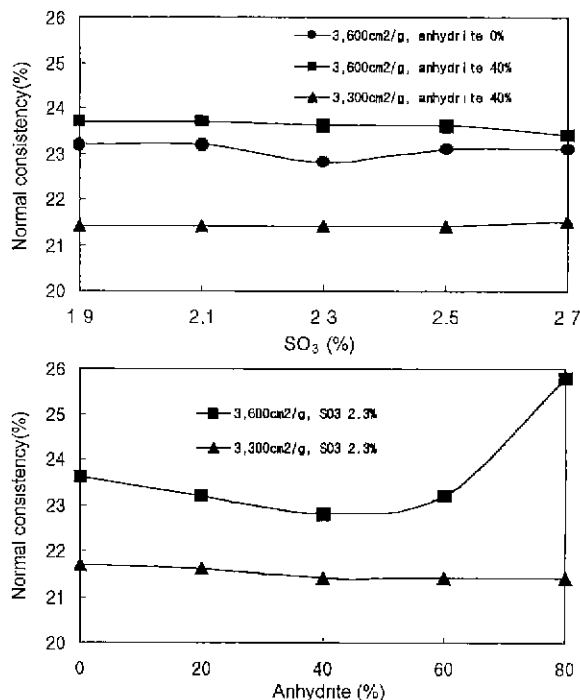 26
25
24
23
22
21
20
Normal consistency(%)
3,600cm2/g, anhydrite 0%
3,600cm2/g, anhydrite 40%
3,300cm2/g, anhydrite 40%
1.9 2.1 2.3 2.5 2.7
SO3 (%)
26
25
24
23
22
21
20
Normal consistency(%)
3,600cm2/g, SO3 2.3%
3,300cm2/g, SO3 2.3%
0 20 40 60 80
Anhydrite (%)